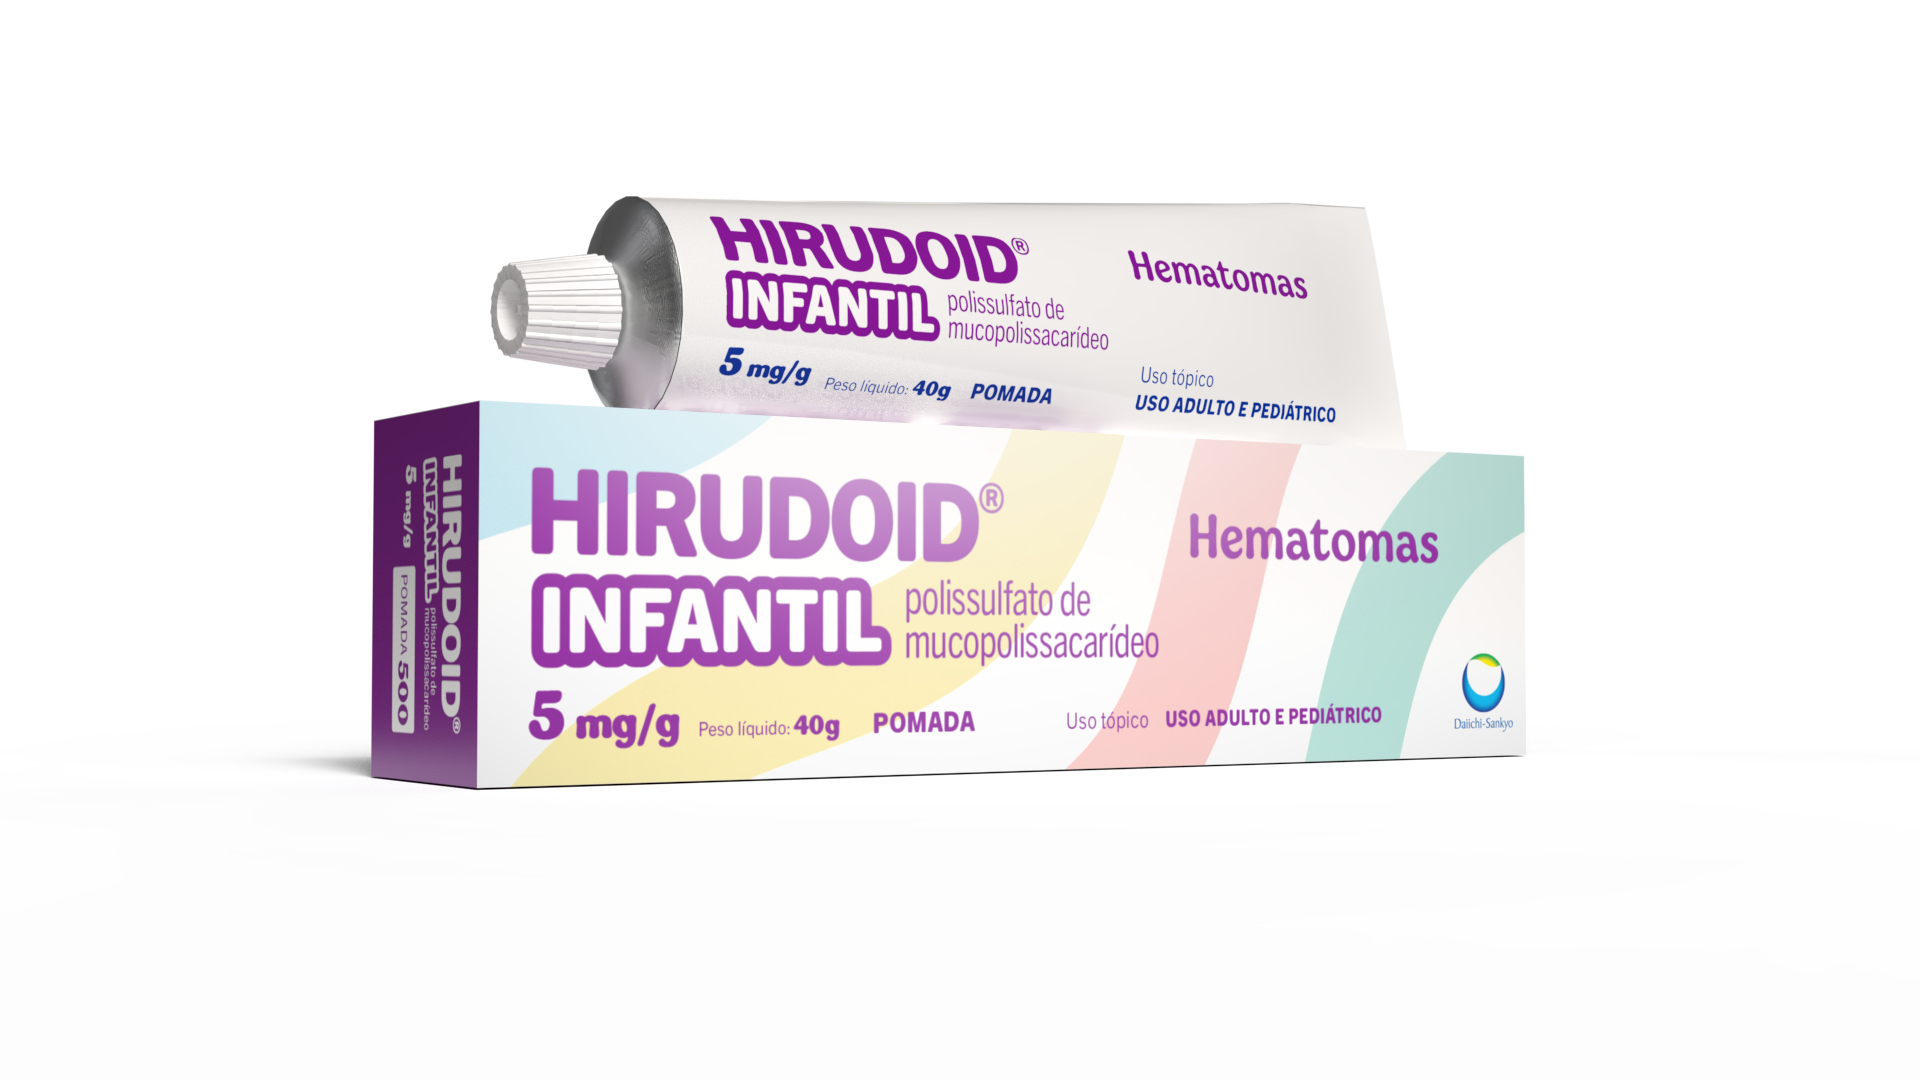 HIRUDOID®
INFANTIL
polissulfato de
mucopolissacarídeo
5 mg/g Peso líquido: 40g POMADA
Hematomas
Uso tópico
USO ADULTO E PEDIÁTRICO
HIRUDOID®
INFANTIL
polissulfato de
mucopolissacarídeo
5 mg/g
POMADA 500
HIRUDOID®
INFANTIL
polissulfato de
mucopolissacarídeo
5 mg/g Peso líquido: 40g POMADA
Hematomas
Uso tópico USO ADULTO E PEDIÁTRICO
Daiichi-Sankyo